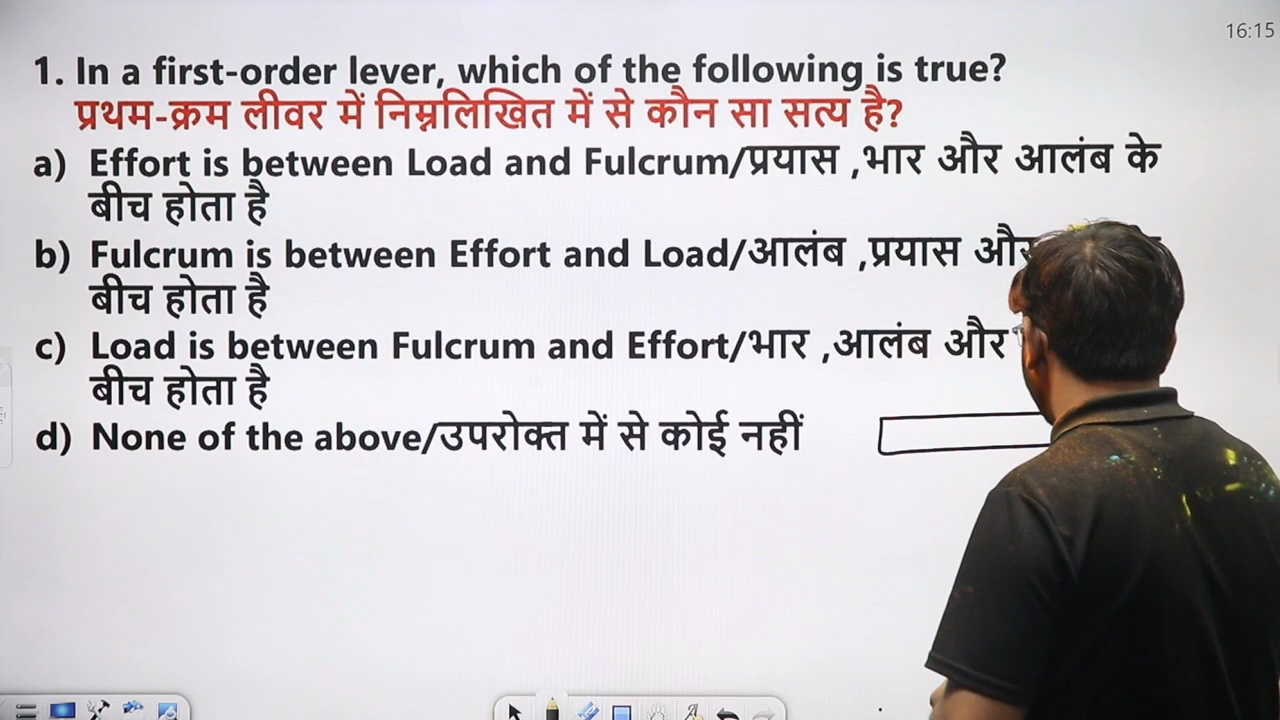 16:15
1. In a first-order lever, which of the following is true?
प्रथम-क्रम लीवर में निम्नलिखित में से कौन सा सत्य है?
a) Effort is between Load and Fulcrum/प्रयास ,भार और आलंब के
बीच होता है
b) Fulcrum is between Effort and Load/आलंब ,प्रयास और
बीच होता है
c) Load is between Fulcrum and Effort/भार ,आलंब और
बीच होता है
d) None of the above/उपरोक्त में से कोई नहीं